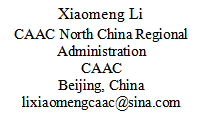 Xiaomeng Li
CAAC North China Regional
Administration
CAAC
Beijing, China
lixiaomengcaac@sina.com